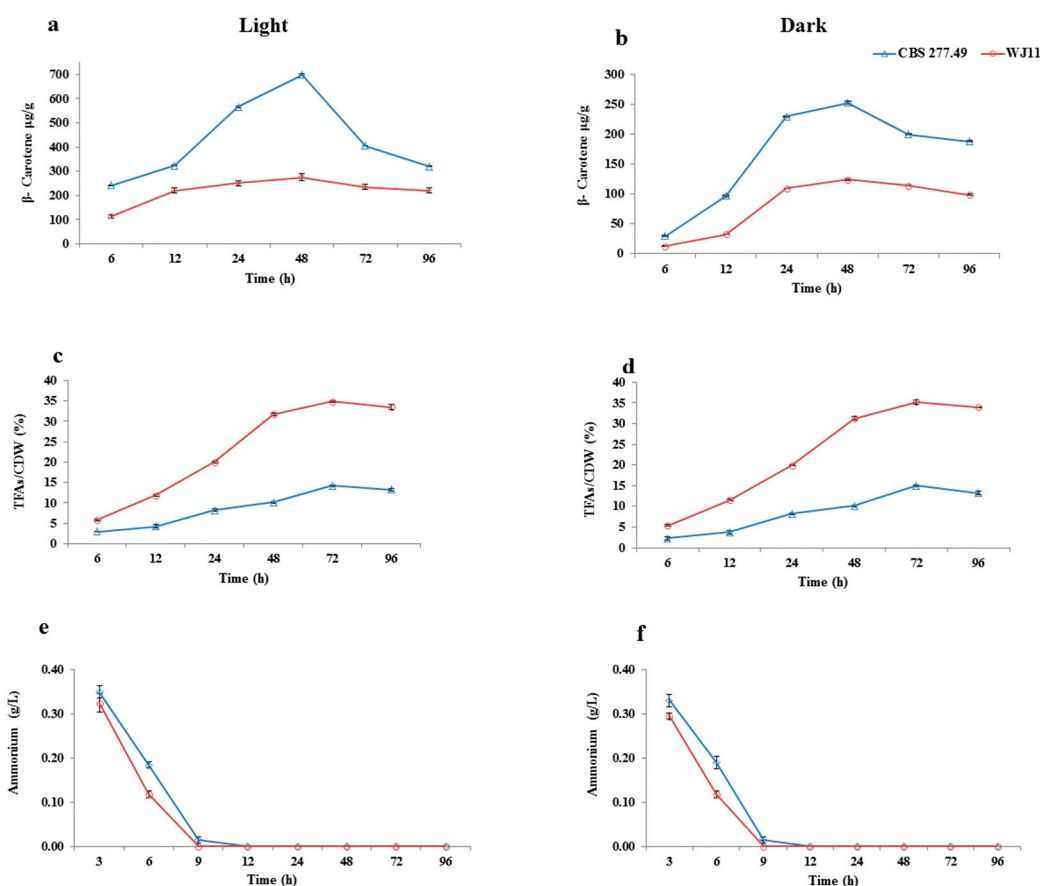 a
Light
Dark
b
CBS 277.49
WJ11
700
600
500
400
300
200
100
0
β- Carotene µg/g
6 12 24 48 72 96
Time (h)
300
250
200
150
100
50
0
β- Carotene µg/g
6 12 24 48 72 96
Time (h)
c
40
35
30
25
20
15
10
5
0
TFAs/CDW (%)
6 12 24 48 72 96
Time (h)
d
40
35
30
25
20
15
10
5
0
TFAs/CDW (%)
6 12 24 48 72 96
Time (h)
e
0.40
0.30
0.20
0.10
0.00
Ammonium (g/L)
3 6 9 12 24 48 72 96
Time (h)
f
0.40
0.30
0.20
0.10
0.00
Ammonium (g/L)
3 6 9 12 24 48 72 96
Time (h)